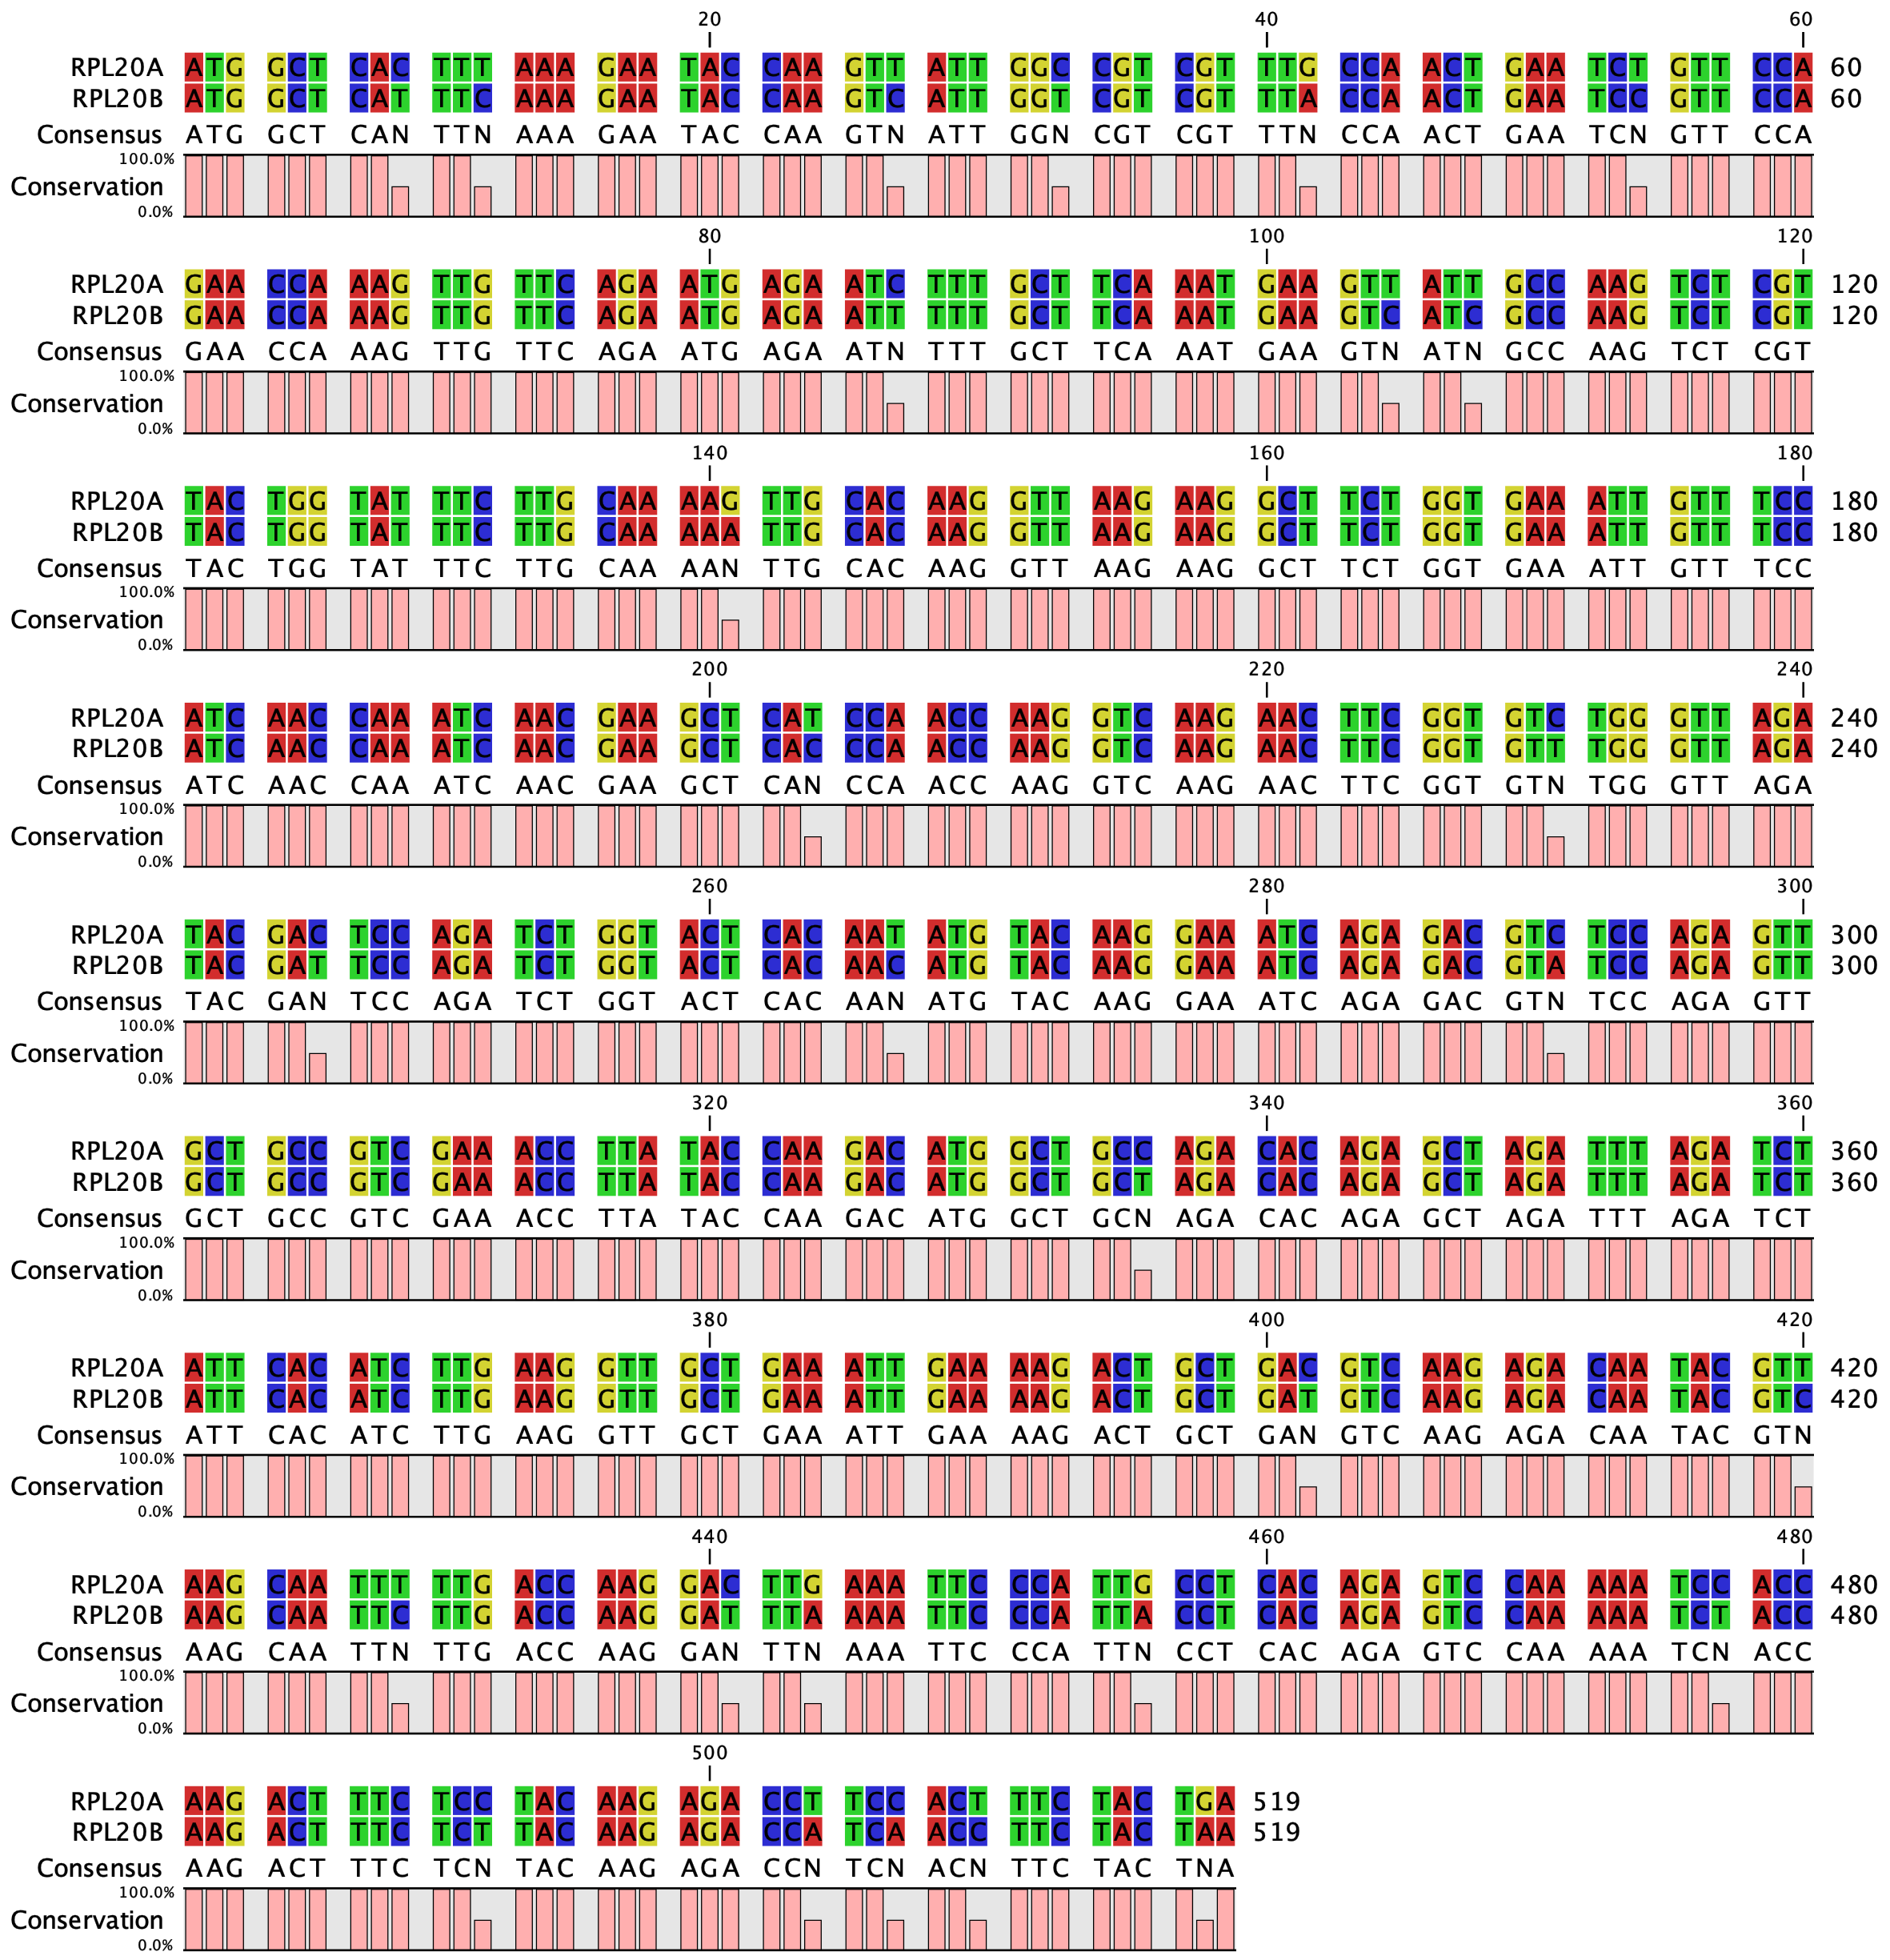 20 40 60
RPL20A ATG GCT CAC TTT AAA GAA TAC CAA GTT ATT GGC CGT CGT TTG CCA ACT GAA TCT GTT CCA 60
RPL20B ATG GCT CAT TTC AAA GAA TAC CAA GTC ATT GGT CGT CGT TTA CCA ACT GAA TCC GTT CCA 60
Consensus ATG GCT CAN TTN AAA GAA TAC CAA GTN ATT GGN CGT CGT TTN CCA ACT GAA TCN GTT CCA
100.0%
Conservation
0.0%
80 100 120
RPL20A GAA CCA AAG TTG TTC AGA ATG AGA ATC TTT GCT TCA AAT GAA GTT ATT GCC AAG TCT CGT 120
RPL20B GAA CCA AAG TTG TTC AGA ATG AGA ATT TTT GCT TCA AAT GAA GTC ATC GCC AAG TCT CGT 120
Consensus GAA CCA AAG TTG TTC AGA ATG AGA ATN TTT GCT TCA AAT GAA GTN ATN GCC AAG TCT CGT
100.0%
Conservation
0.0%
140 160 180
RPL20A TAC TGG TAT TTC TTG CAA AAG TTG CAC AAG GTT AAG AAG GCT TCT GGT GAA ATT GTT TCC 180
RPL20B TAC TGG TAT TTC TTG CAA AAA TTG CAC AAG GTT AAG AAG GCT TCT GGT GAA ATT GTT TCC 180
Consensus TAC TGG TAT TTC TTG CAA AAN TTG CAC AAG GTT AAG AAG GCT TCT GGT GAA ATT GTT TCC
100.0%
Conservation
0.0%
200 220 240
RPL20A ATC AAC CAA ATC AAC GAA GCT CAT CCA ACC AAG GTC AAG AAC TTC GGT GTC TGG GTT AGA 240
RPL20B ATC AAC CAA ATC AAC GAA GCT CAC CCA ACC AAG GTC AAG AAC TTC GGT GTT TGG GTT AGA 240
Consensus ATC AAC CAA ATC AAC GAA GCT CAN CCA ACC AAG GTC AAG AAC TTC GGT GTN TGG GTT AGA
100.0%
Conservation
0.0%
260 280 300
RPL20A TAC GAC TCC AGA TCT GGT ACT CAC AAT ATG TAC AAG GAA ATC AGA GAC GTC TCC AGA GTT 300
RPL20B TAC GAT TCC AGA TCT GGT ACT CAC AAC ATG TAC AAG GAA ATC AGA GAC GTA TCC AGA GTT 300
Consensus TAC GAN TCC AGA TCT GGT ACT CAC AAN ATG TAC AAG GAA ATC AGA GAC GTN TCC AGA GTT
100.0%
Conservation
0.0%
320 340 360
RPL20A GCT GCC GTC GAA ACC TTA TAC CAA GAC ATG GCT GCC AGA CAC AGA GCT AGA TTT AGA TCT 360
RPL20B GCT GCC GTC GAA ACC TTA TAC CAA GAC ATG GCT GCT AGA CAC AGA GCT AGA TTT AGA TCT 360
Consensus GCT GCC GTC GAA ACC TTA TAC CAA GAC ATG GCT GCN AGA CAC AGA GCT AGA TTT AGA TCT
100.0%
Conservation
0.0%
380 400 420
RPL20A ATT CAC ATC TTG AAG GTT GCT GAA ATT GAA AAG ACT GCT GAC GTC AAG AGA CAA TAC GTT 420
RPL20B ATT CAC ATC TTG AAG GTT GCT GAA ATT GAA AAG ACT GCT GAT GTC AAG AGA CAA TAC GTC 420
Consensus ATT CAC ATC TTG AAG GTT GCT GAA ATT GAA AAG ACT GCT GAN GTC AAG AGA CAA TAC GTN
100.0%
Conservation
0.0%
440 460 480
RPL20A AAG CAA TTT TTG ACC AAG GAC TTG AAA TTC CCA TTG CCT CAC AGA GTC CAA AAA TCC ACC 480
RPL20B AAG CAA TTC TTG ACC AAG GAT TTA AAA TTC CCA TTA CCT CAC AGA GTC CAA AAA TCT ACC 480
Consensus AAG CAA TTN TTG ACC AAG GAN TTN AAA TTC CCA TTN CCT CAC AGA GTC CAA AAA TCN ACC
100.0%
Conservation
0.0%
500
RPL20A AAG ACT TTC TCC TAC AAG AGA CCT TCC ACT TTC TAC TGA 519
RPL20B AAG ACT TTC TCT TAC AAG AGA CCA TCA ACC TTC TAC TAA 519
Consensus AAG ACT TTC TCN TAC AAG AGA CCN TCN ACN TTC TAC TNA
100.0%
Conservation
0.0%